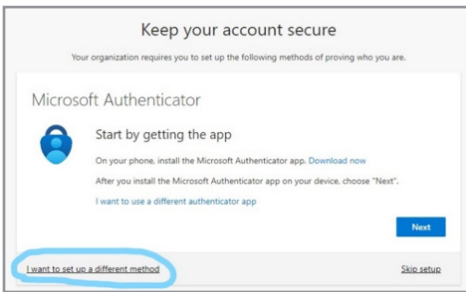 Keep your account secure
Your organization requires you to set up the following methods of proving who you are.
Microsoft Authenticator
Start by getting the app
On your phone, install the Microsoft Authenticator app. Download now
After you install the Microsoft Authenticator app on your device, choose "Next".
I want to use a different authenticator app
Next
I want to set up a different method
Skip setup